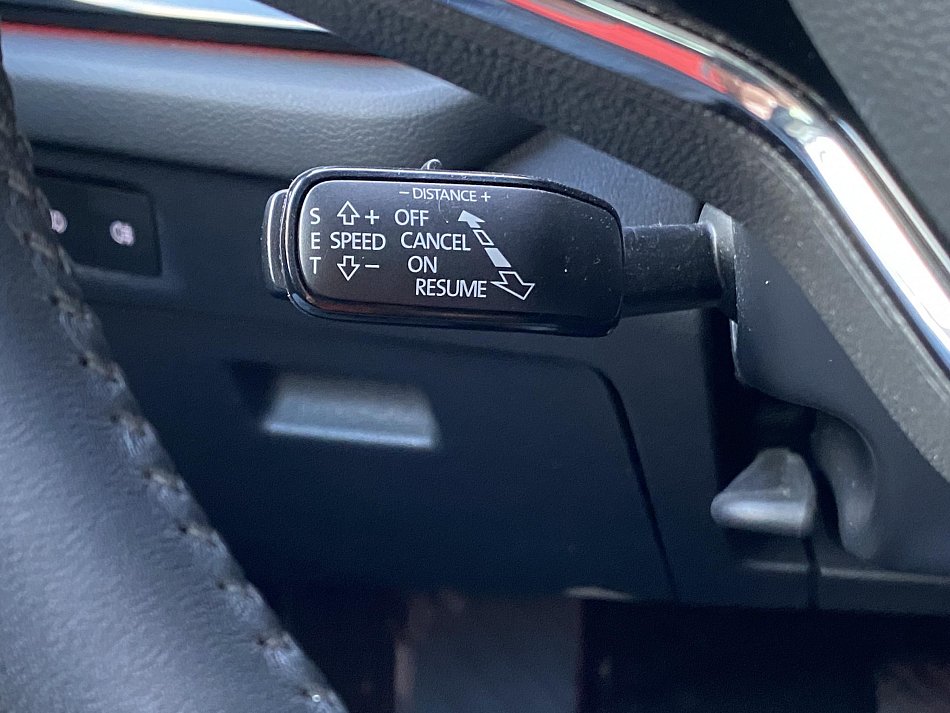 − DISTANCE +
S + OFF
E SPEED CANCEL
T − ON
RESUME